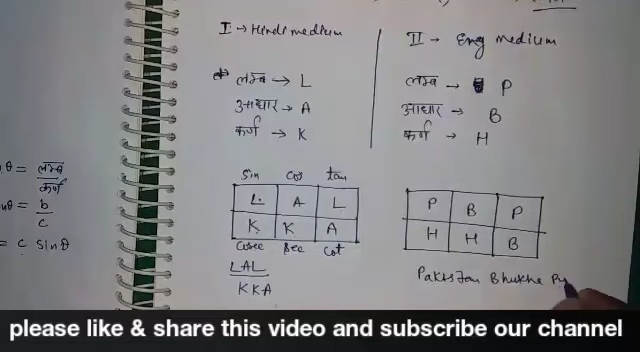 I → Hindi medium
लम्ब → L
आधार → A
कर्ण → K
II → Eng medium
लम्ब → P
आधार → B
कर्ण → H
θ = लम्ब/कर्ण
θ = b/c
= c sinθ
sin cos tan
L A L
K K A
cosec sec cot
LAL
KKA
P B P
H H B
Pakistan Bhukha
please like & share this video and subscribe our channel